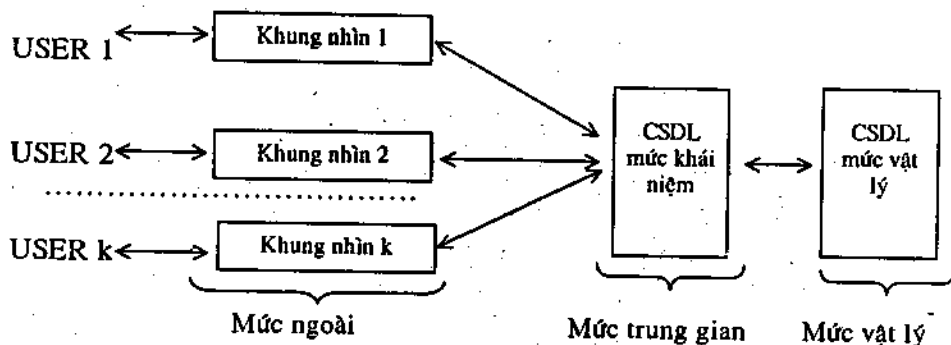 USER 1
Khung nhìn 1
USER 2
Khung nhìn 2
USER k
Khung nhìn k
CSDL
mức khái
niệm
CSDL
mức vật
lý
Mức ngoài
Mức trung gian
Mức vật lý